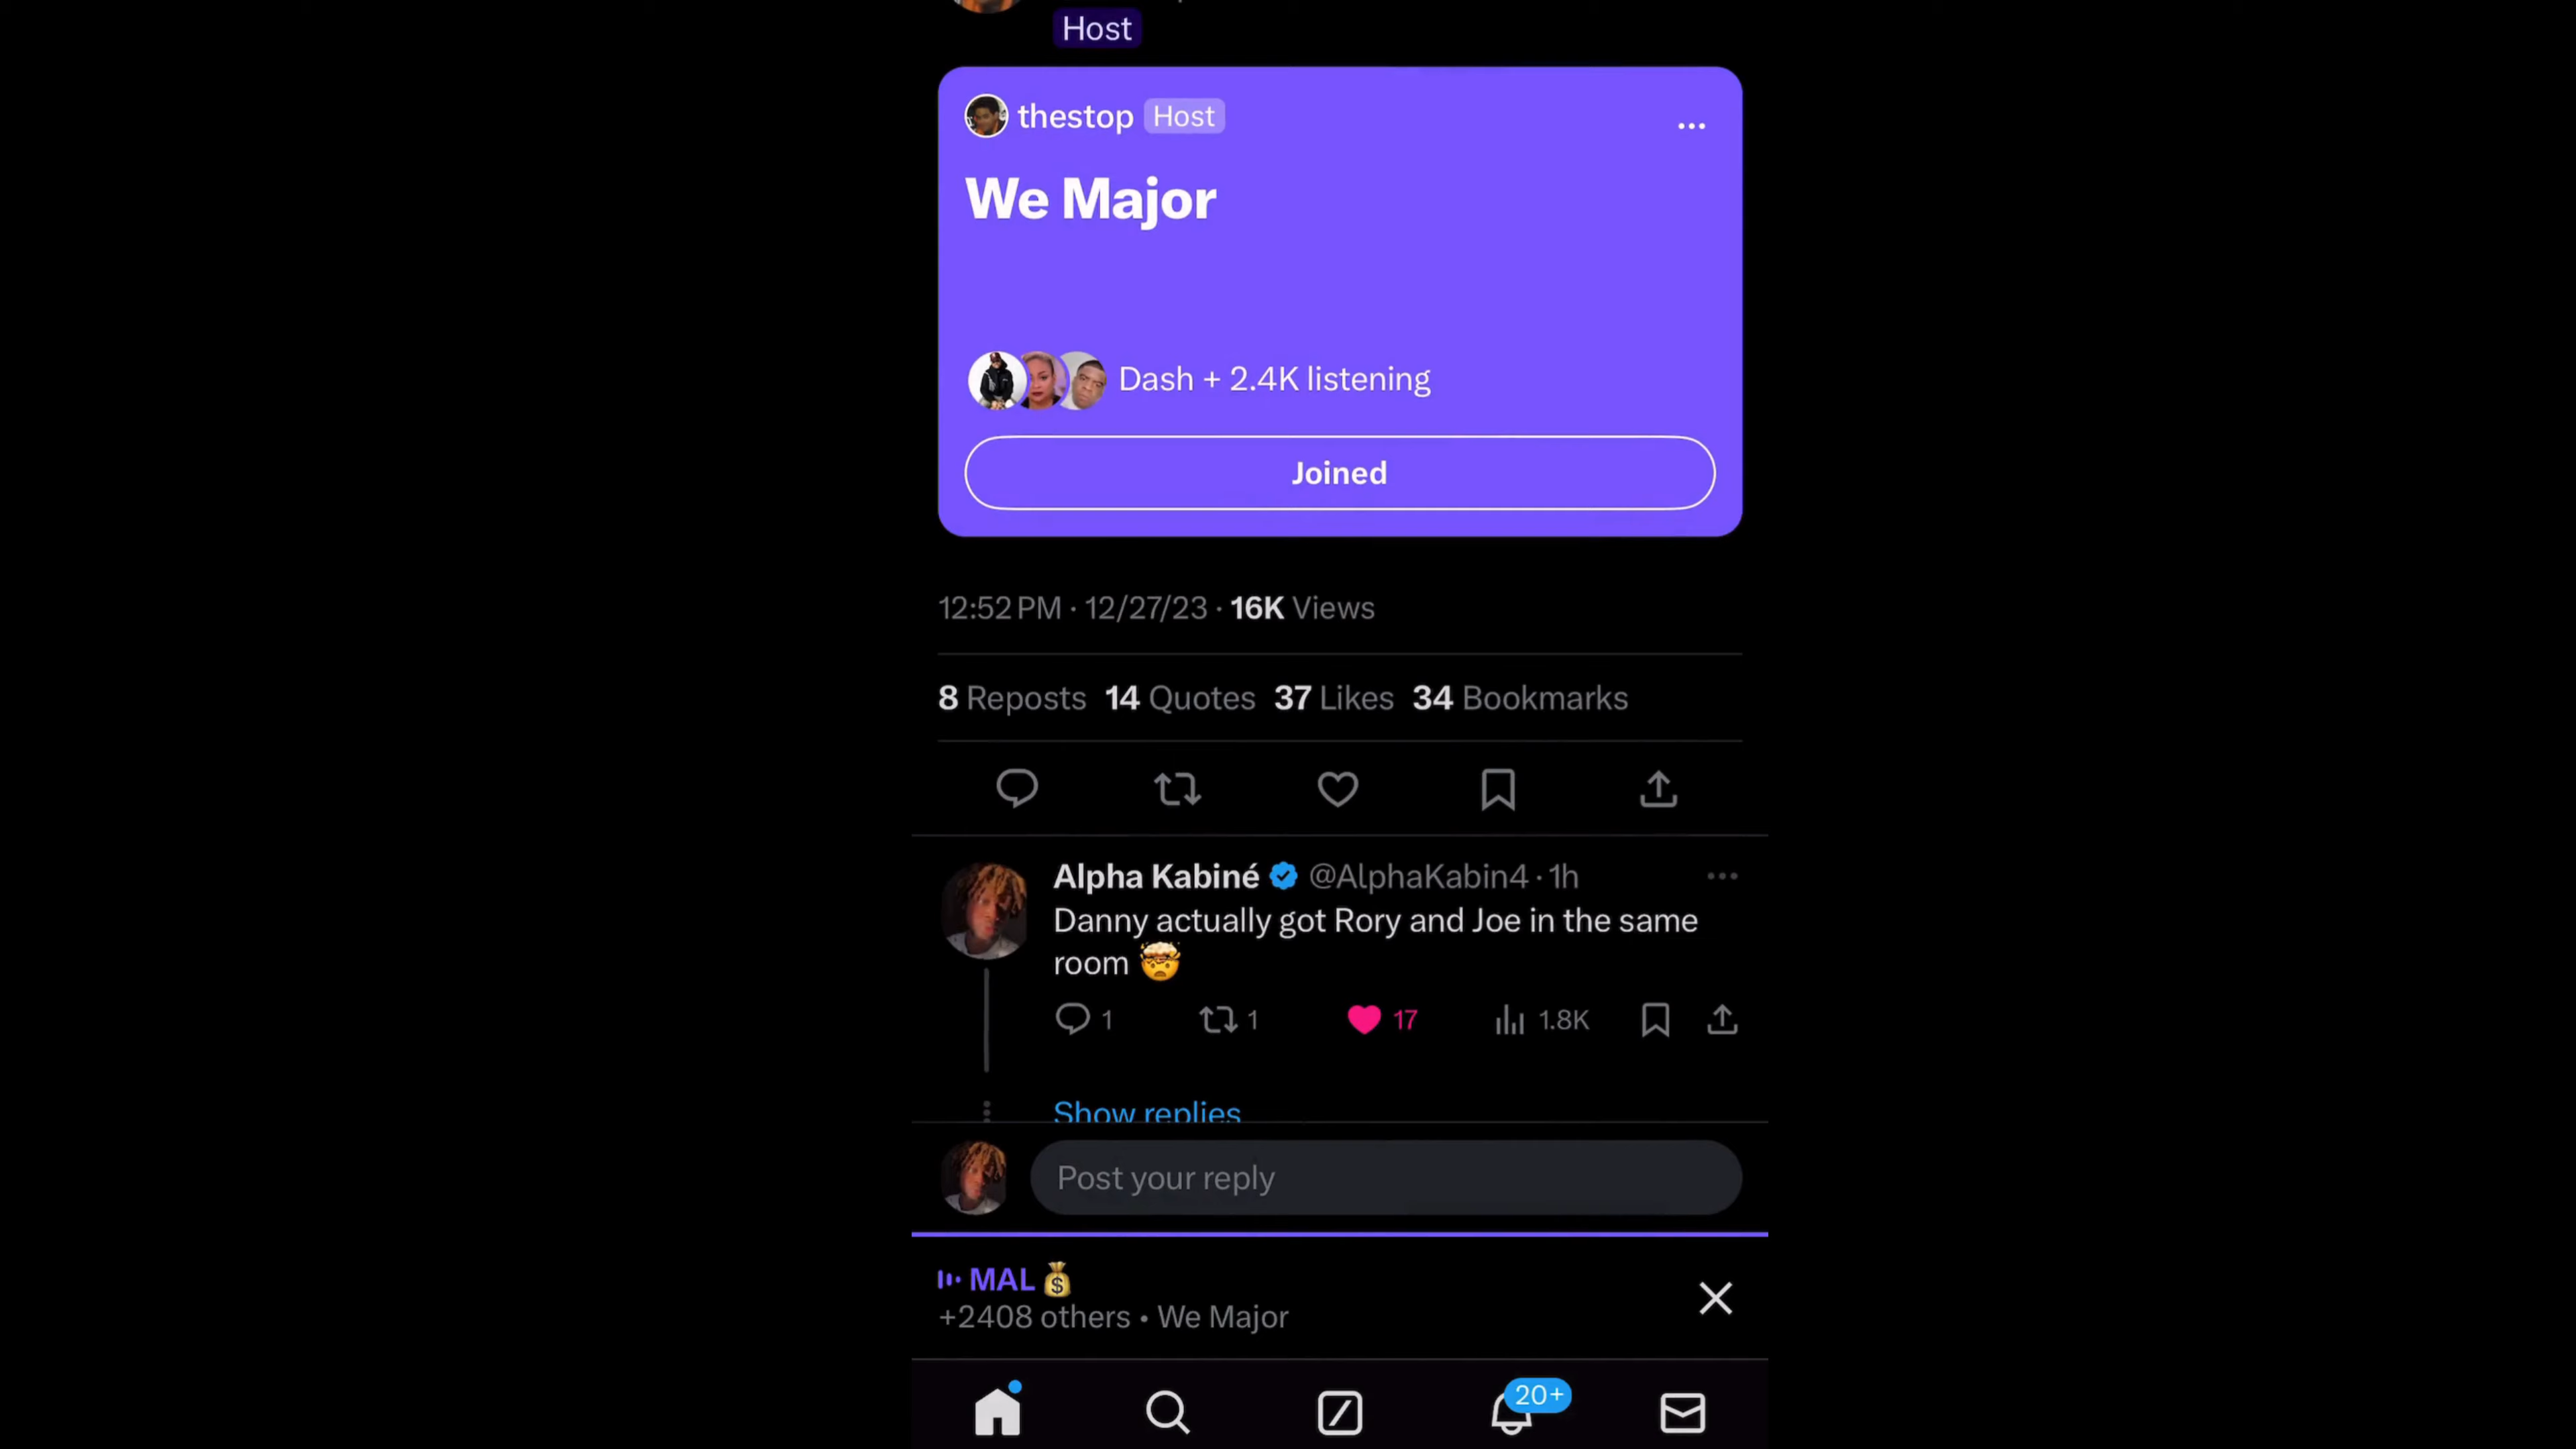 Host
thestop Host
We Major
Dash + 2.4K listening
Joined
12:52 PM · 12/27/23 · 16K Views
8 Reposts 14 Quotes 37 Likes 34 Bookmarks
Alpha Kabiné @AlphaKabin4 · 1h
Danny actually got Rory and Joe in the same
room 🤯
1 1 17 1.8K
Show replies
Post your reply
MAL 💰
+2408 others • We Major
20+